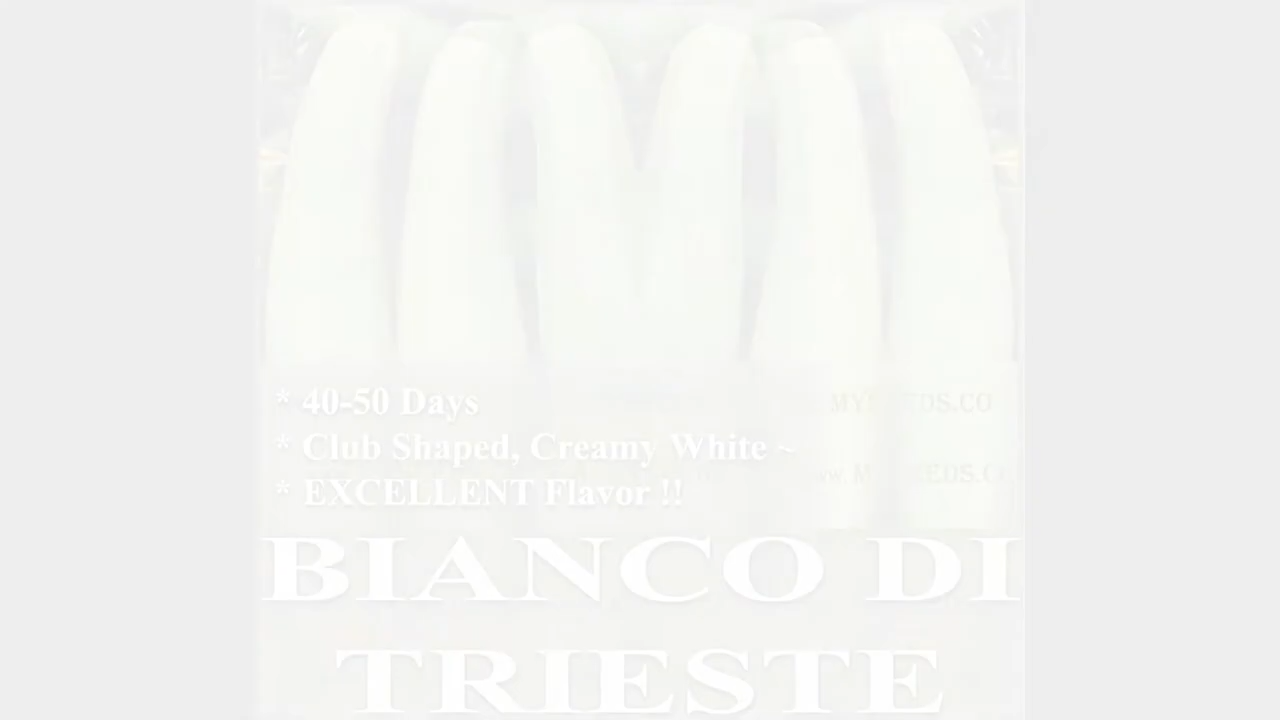 * 40-50 Days
* Club Shaped, Creamy White ~
* EXCELLENT Flavor !!
BIANCO DI
TRIESTE